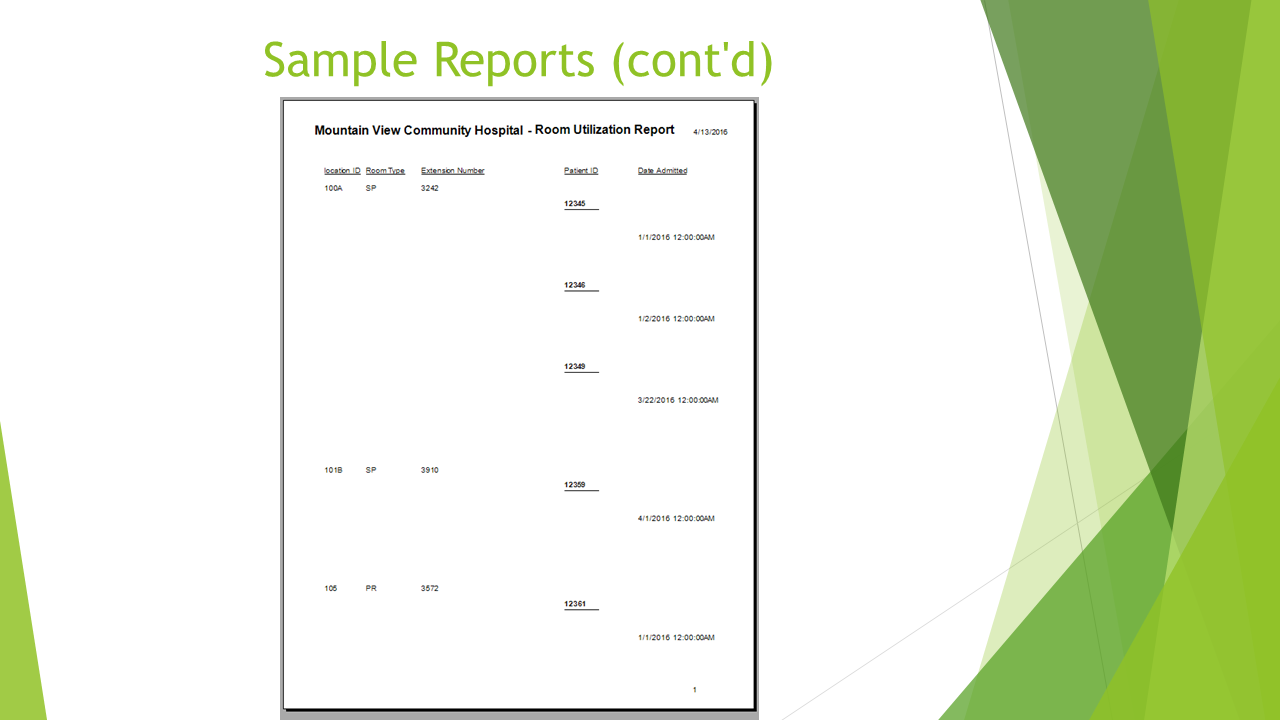 Sample Reports (cont'd)
Mountain View Community Hospital - Room Utilization Report 4/13/2016
location ID Room Type Extension Number Patient ID Date Admitted
100A SP 3242
12345
1/1/2016 12:00:00AM
12346
1/2/2016 12:00:00AM
12349
3/22/2016 12:00:00AM
101B SP 3910
12359
4/1/2016 12:00:00AM
105 PR 3572
12361
1/1/2016 12:00:00AM
1